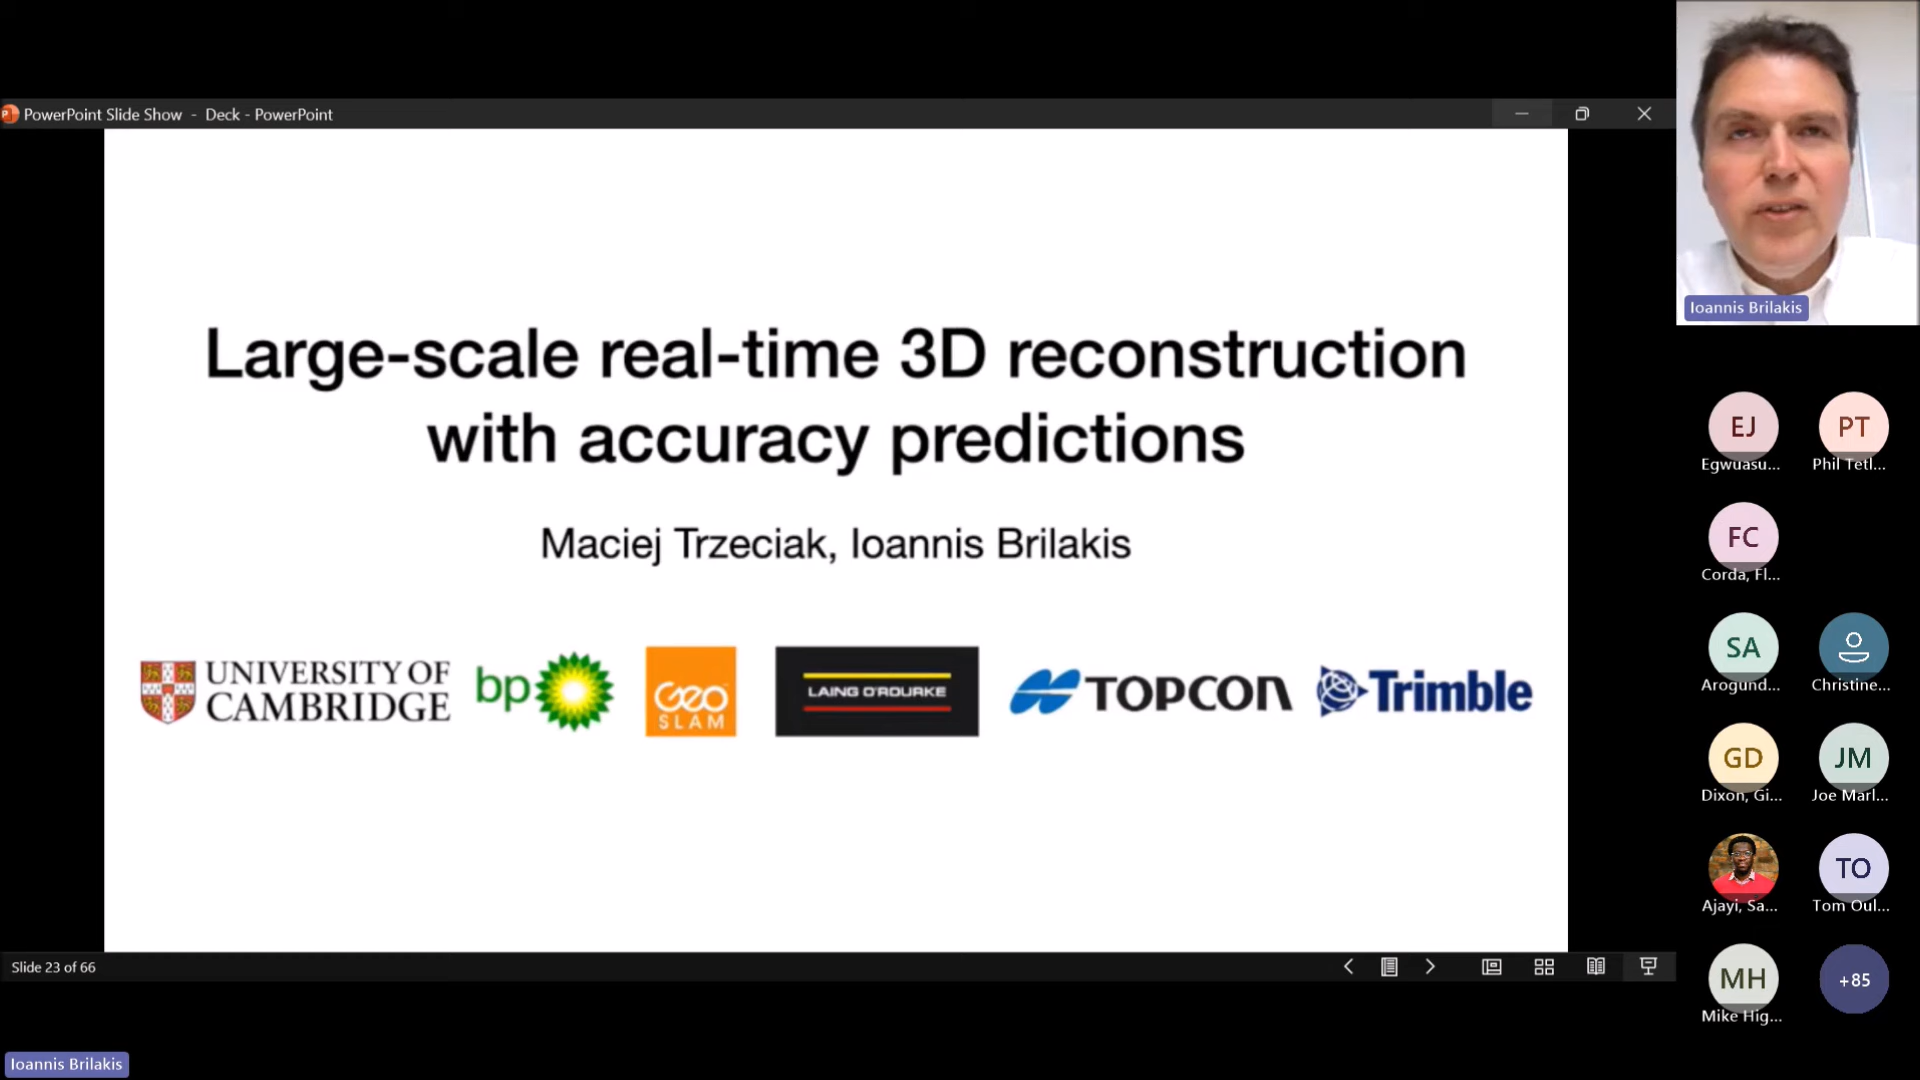 PowerPoint Slide Show - Deck - PowerPoint
Large-scale real-time 3D reconstruction
with accuracy predictions
Maciej Trzeciak, Ioannis Brilakis
UNIVERSITY OF
CAMBRIDGE
bp
Geo
SLAM
LAING O'ROURKE
TOPCON
Trimble
Slide 23 of 66
Ioannis Brilakis
Ioannis Brilakis
EJ
Egwuasu...
PT
Phil Tetl...
FC
Corda, Fl...
SA
Arogund...
Christine...
GD
Dixon, Gi...
JM
Joe Marl...
Ajayi, Sa...
TO
Tom Oul...
MH
Mike Hig...
+85